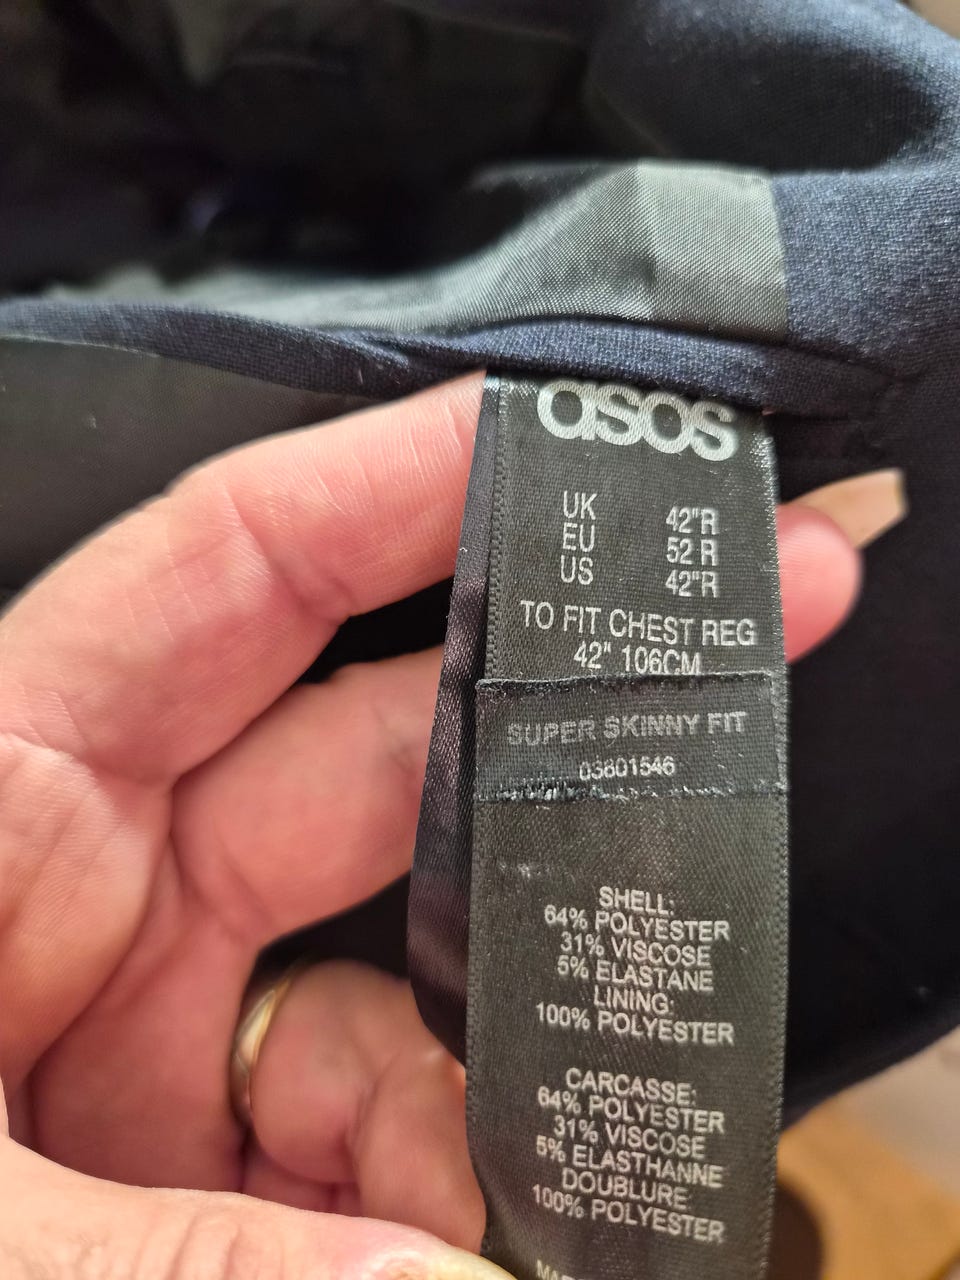 asos
UK 42"R
EU 52 R
US 42"R
TO FIT CHEST REG
42" 106CM
SUPER SKINNY FIT
03801546
SHELL:
64% POLYESTER
31% VISCOSE
5% ELASTANE
LINING:
100% POLYESTER
CARCASSE:
64% POLYESTER
31% VISCOSE
5% ELASTHANNE
DOUBLURE
100% POLYESTER